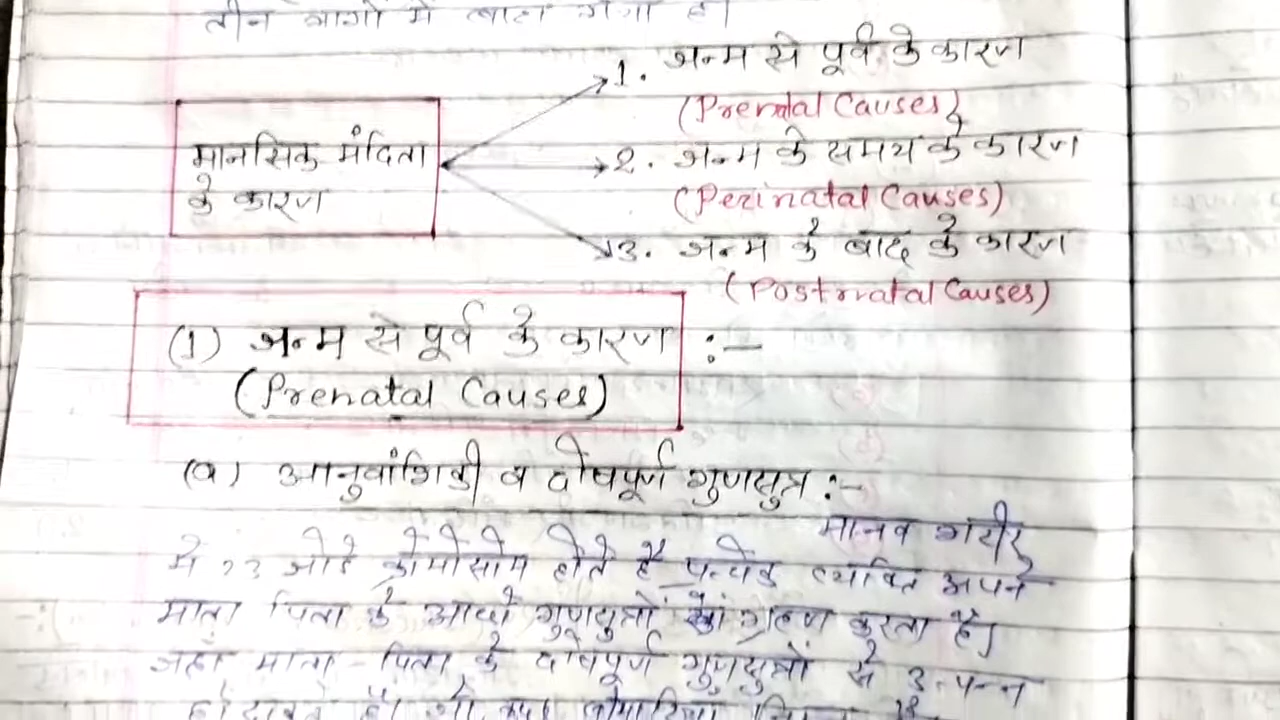 तीन भागो में बाटा गया है।
1. जन्म से पूर्व के कारण
(Prenatal Causes)
मानसिक मंदिता
के कारण
2. जन्म के समय के कारण
(Perinatal Causes)
3. जन्म के बाद के कारण
(Postnatal Causes)
(1) जन्म से पूर्व के कारण :-
(Prenatal Causes)
(a) आनुवांशिकी व दोषपूर्ण गुणसुत्र :-
मानव शरीर
मे 23 जोडे क्रोमोसोम होते है प्रत्येक व्यक्ति अपने
माता पिता के आधे गुणसुत्रों को ग्रहण करता है।
जहाँ माता-पिता के दोषपूर्ण गुणसुत्रों से उत्पन्न